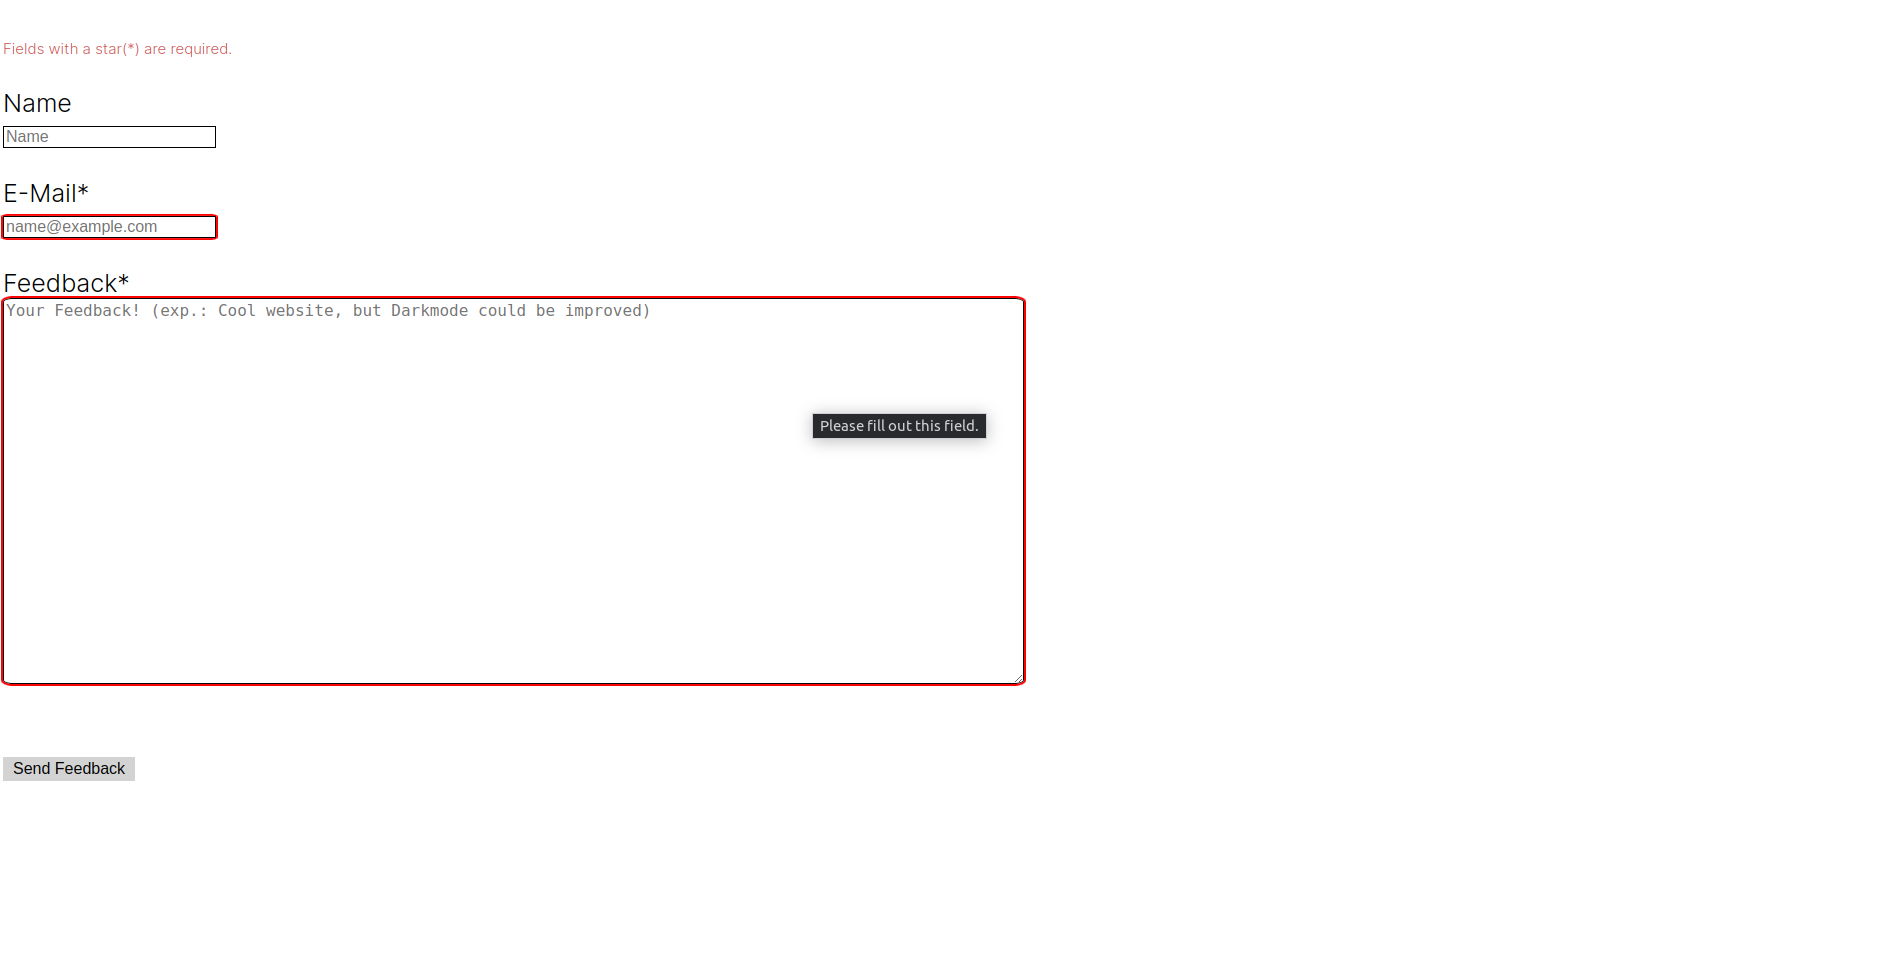 Fields with a star(*) are required.
Name
Name
E-Mail*
name@example.com
Feedback*
Your Feedback! (exp.: Cool website, but Darkmode could be improved)
Please fill out this field.
Send Feedback